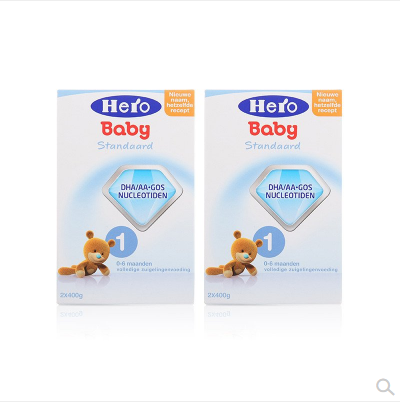 Hero
Nieuwe
naam,
hetzelfde
recept
Baby
Standaard
DHA/AA•GOS
NUCLEOTIDEN
1
0-6 maanden
volledige zuigelingenvoeding
2x400g
Hero
Nieuwe
naam,
hetzelfde
recept
Baby
Standaard
DHA/AA•GOS
NUCLEOTIDEN
1
0-6 maanden
volledige zuigelingenvoeding
2x400g